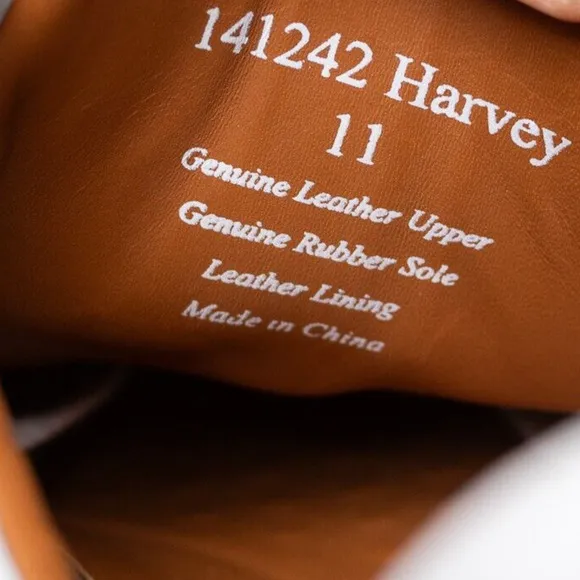 141242 Harvey
11
Genuine Leather Upper
Genuine Rubber Sole
Leather Lining
Made in China